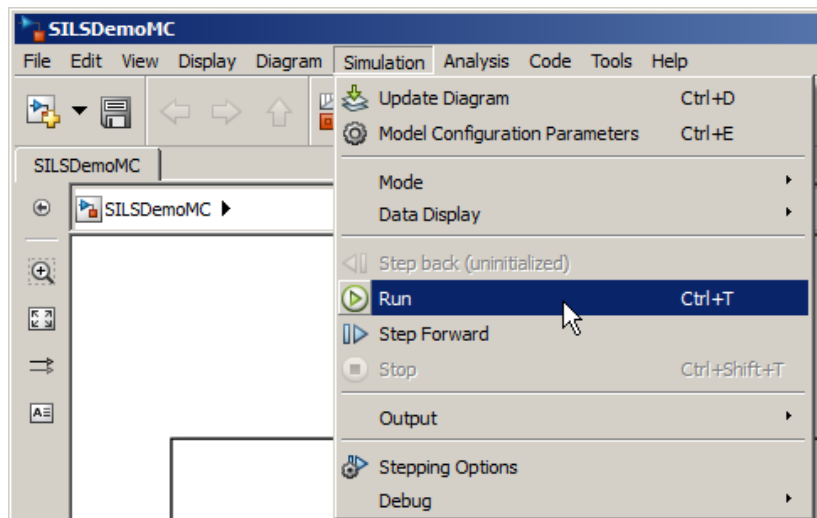 SILSDemoMC
File Edit View Display Diagram Simulation Analysis Code Tools Help
Update Diagram Ctrl+D
Model Configuration Parameters Ctrl+E
SILSDemoMC
Mode
SILSDemoMC
Data Display
Step back (uninitialized)
Run Ctrl+T
Step Forward
Stop Ctrl+Shift+T
Output
Stepping Options
Debug